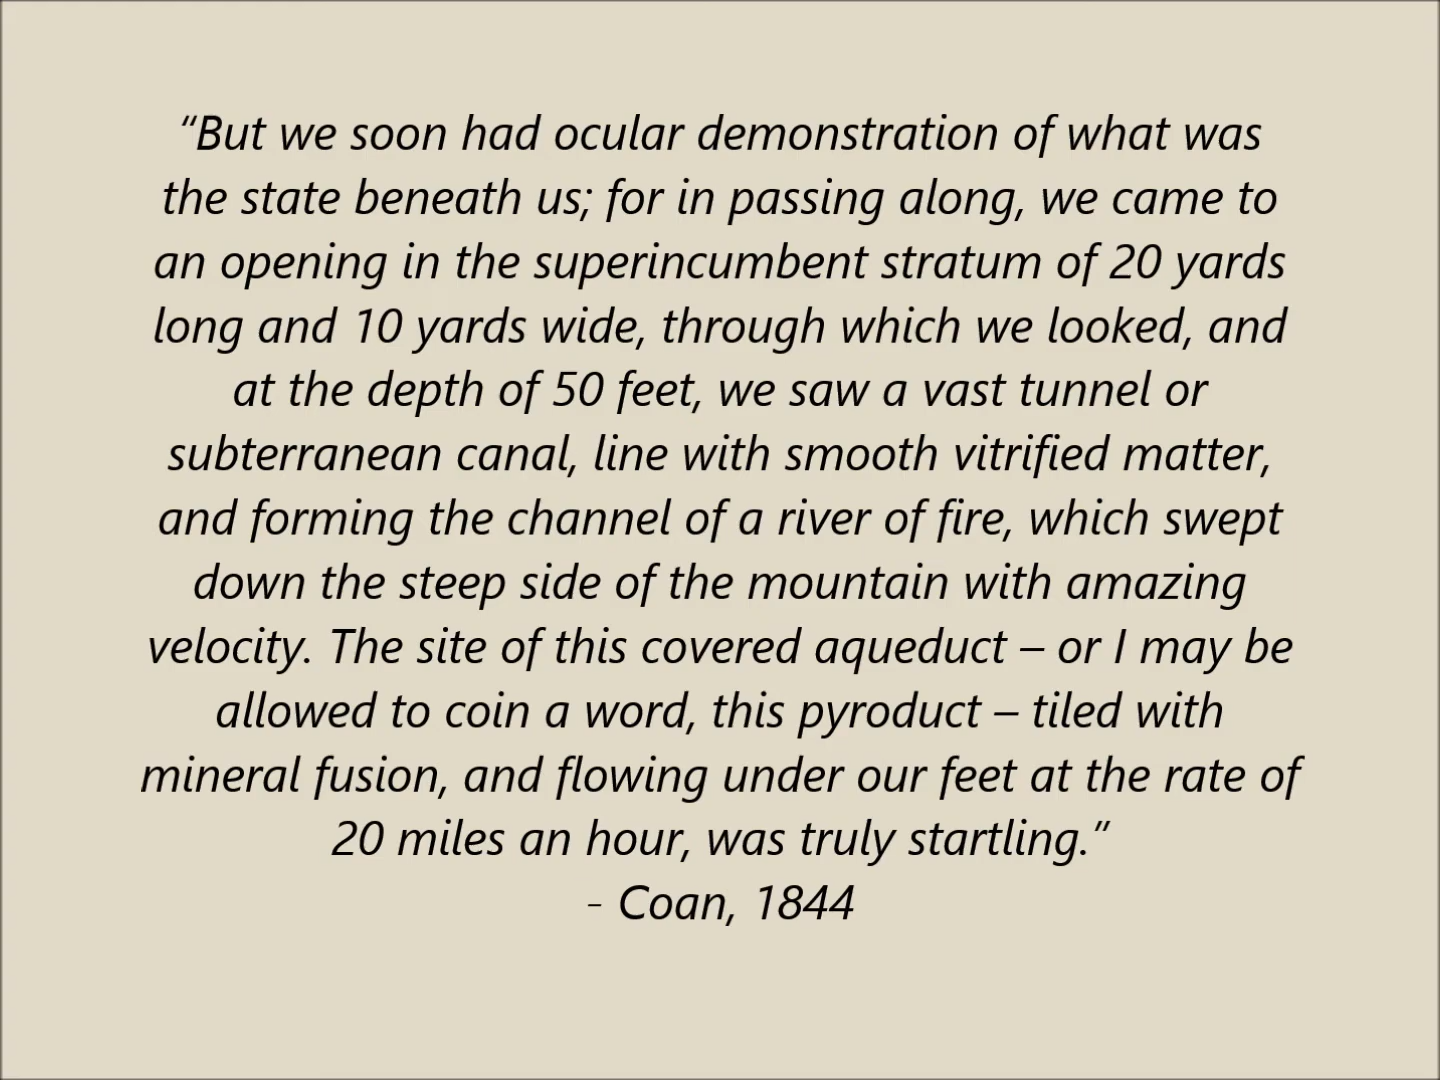 “But we soon had ocular demonstration of what was
the state beneath us; for in passing along, we came to
an opening in the superincumbent stratum of 20 yards
long and 10 yards wide, through which we looked, and
at the depth of 50 feet, we saw a vast tunnel or
subterranean canal, line with smooth vitrified matter,
and forming the channel of a river of fire, which swept
down the steep side of the mountain with amazing
velocity. The site of this covered aqueduct – or I may be
allowed to coin a word, this pyroduct – tiled with
mineral fusion, and flowing under our feet at the rate of
20 miles an hour, was truly startling.”
- Coan, 1844